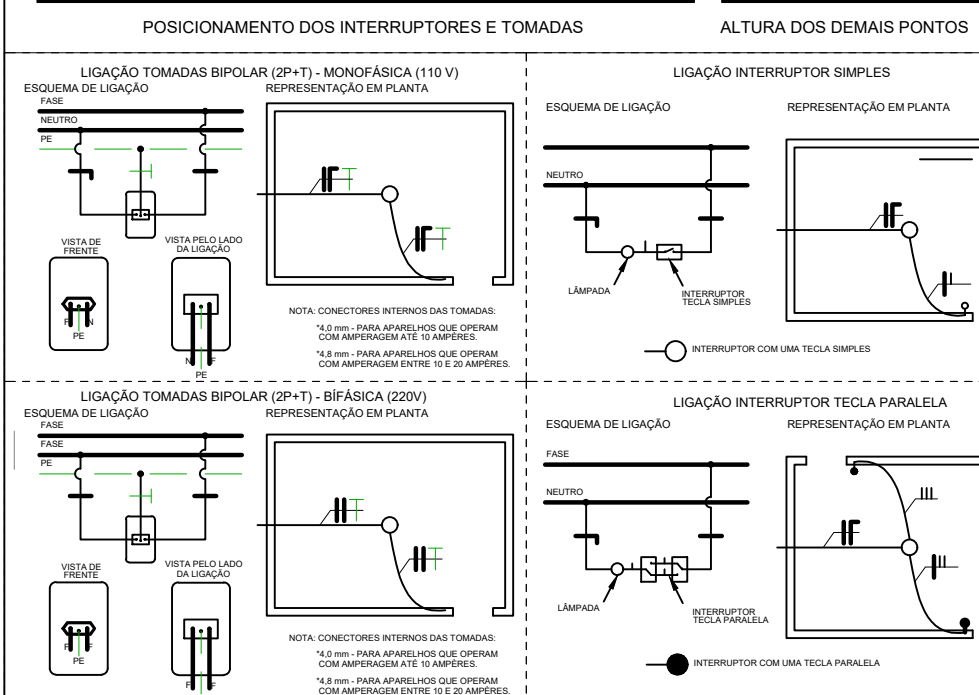 POSICIONAMENTO DOS INTERRUPTORES E TOMADAS
ALTURA DOS DEMAIS PONTOS
LIGAÇÃO TOMADAS BIPOLAR (2P+T) - MONOFÁSICA (110 V)
ESQUEMA DE LIGAÇÃO
REPRESENTAÇÃO EM PLANTA
FASE
NEUTRO
PE
VISTA DE
FRENTE
VISTA PELO LADO
DA LIGAÇÃO
F N
PE
N F
PE
NOTA: CONECTORES INTERNOS DAS TOMADAS:
*4,0 mm - PARA APARELHOS QUE OPERAM
COM AMPERAGEM ATÉ 10 AMPÈRES.
*4,8 mm - PARA APARELHOS QUE OPERAM
COM AMPERAGEM ENTRE 10 E 20 AMPÈRES.
LIGAÇÃO INTERRUPTOR SIMPLES
ESQUEMA DE LIGAÇÃO
REPRESENTAÇÃO EM PLANTA
NEUTRO
LÂMPADA
INTERRUPTOR
TECLA SIMPLES
INTERRUPTOR COM UMA TECLA SIMPLES
LIGAÇÃO TOMADAS BIPOLAR (2P+T) - BÍFÁSICA (220V)
ESQUEMA DE LIGAÇÃO
REPRESENTAÇÃO EM PLANTA
FASE
FASE
PE
VISTA DE
FRENTE
VISTA PELO LADO
DA LIGAÇÃO
F F
PE
F F
NOTA: CONECTORES INTERNOS DAS TOMADAS:
*4,0 mm - PARA APARELHOS QUE OPERAM
COM AMPERAGEM ATÉ 10 AMPÈRES.
*4,8 mm - PARA APARELHOS QUE OPERAM
COM AMPERAGEM ENTRE 10 E 20 AMPÈRES.
LIGAÇÃO INTERRUPTOR TECLA PARALELA
ESQUEMA DE LIGAÇÃO
REPRESENTAÇÃO EM PLANTA
FASE
NEUTRO
LÂMPADA
INTERRUPTOR
TECLA PARALELA
INTERRUPTOR COM UMA TECLA PARALELA